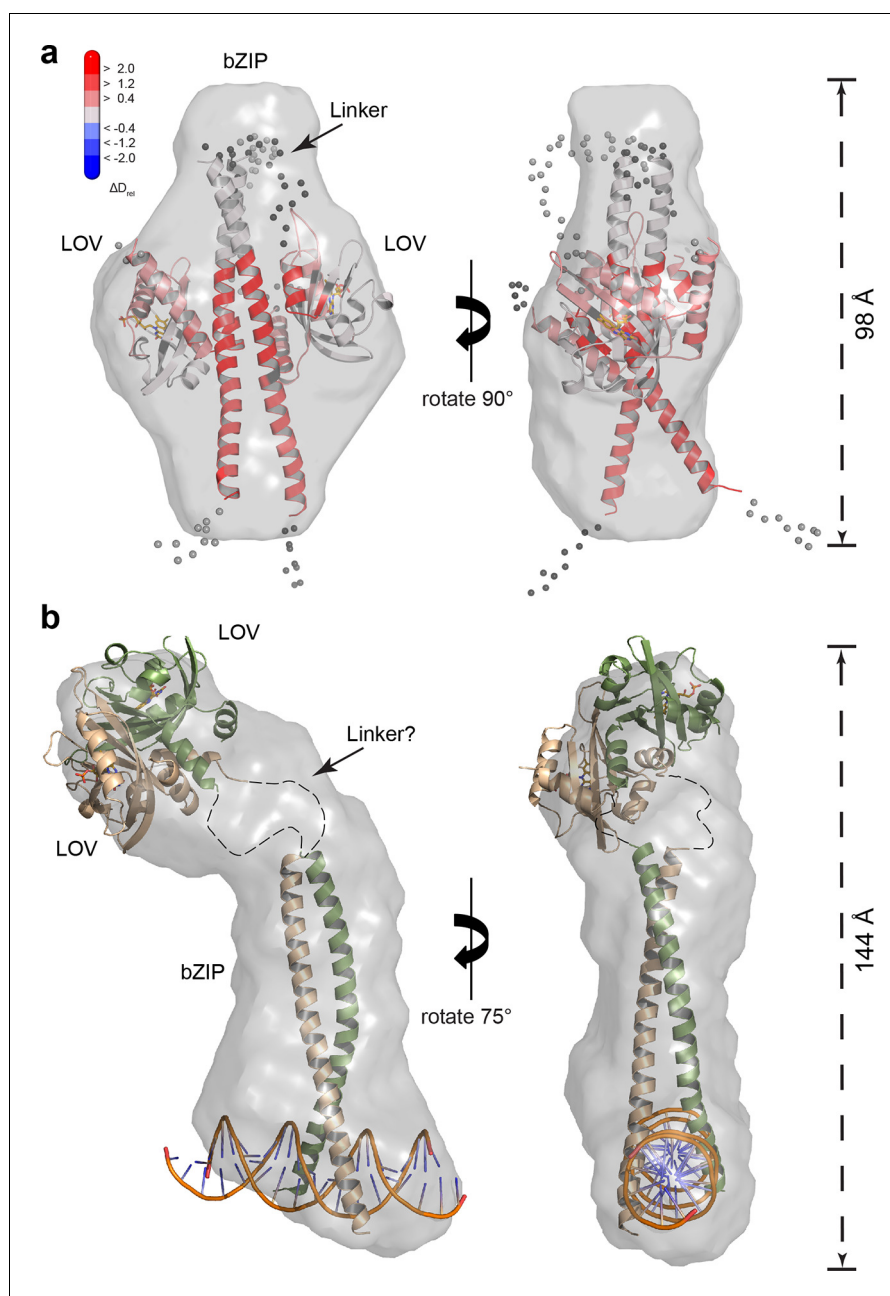 a
bZIP
> 2.0
> 1.2
> 0.4
< -0.4
< -1.2
< -2.0
ΔDrel
Linker
LOV
LOV
rotate 90°
98 Å
b
LOV
Linker?
LOV
bZIP
rotate 75°
144 Å